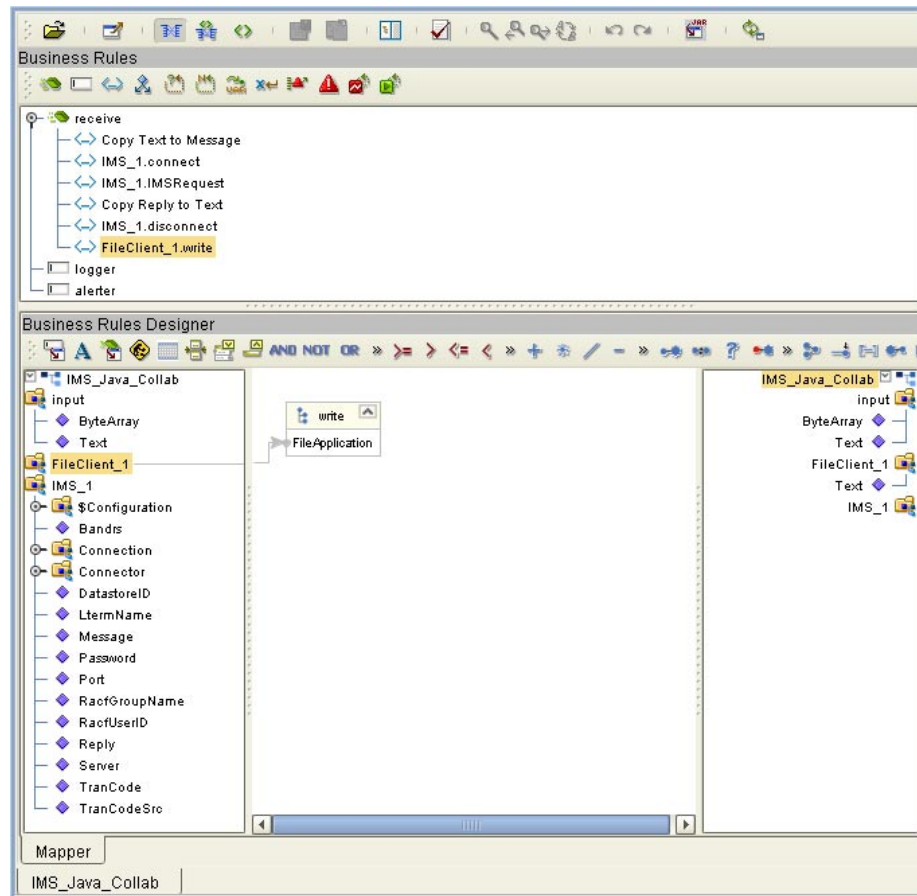 JAR
Business Rules
receive
Copy Text to Message
IMS_1.connect
IMS_1.IMSRequest
Copy Reply to Text
IMS_1.disconnect
FileClient_1.write
logger
alerter
Business Rules Designer
A AND NOT OR » >= > <= < » + * / - » ? » »
IMS_Java_Collab
input
ByteArray
Text
FileClient_1
IMS_1
$Configuration
Bandrs
Connection
Connector
DatastoreID
LtermName
Message
Password
Port
RacfGroupName
RacfUserID
Reply
Server
TranCode
TranCodeSrc
write
FileApplication
IMS_Java_Collab
input
ByteArray
Text
FileClient_1
Text
IMS_1
Mapper
IMS_Java_Collab